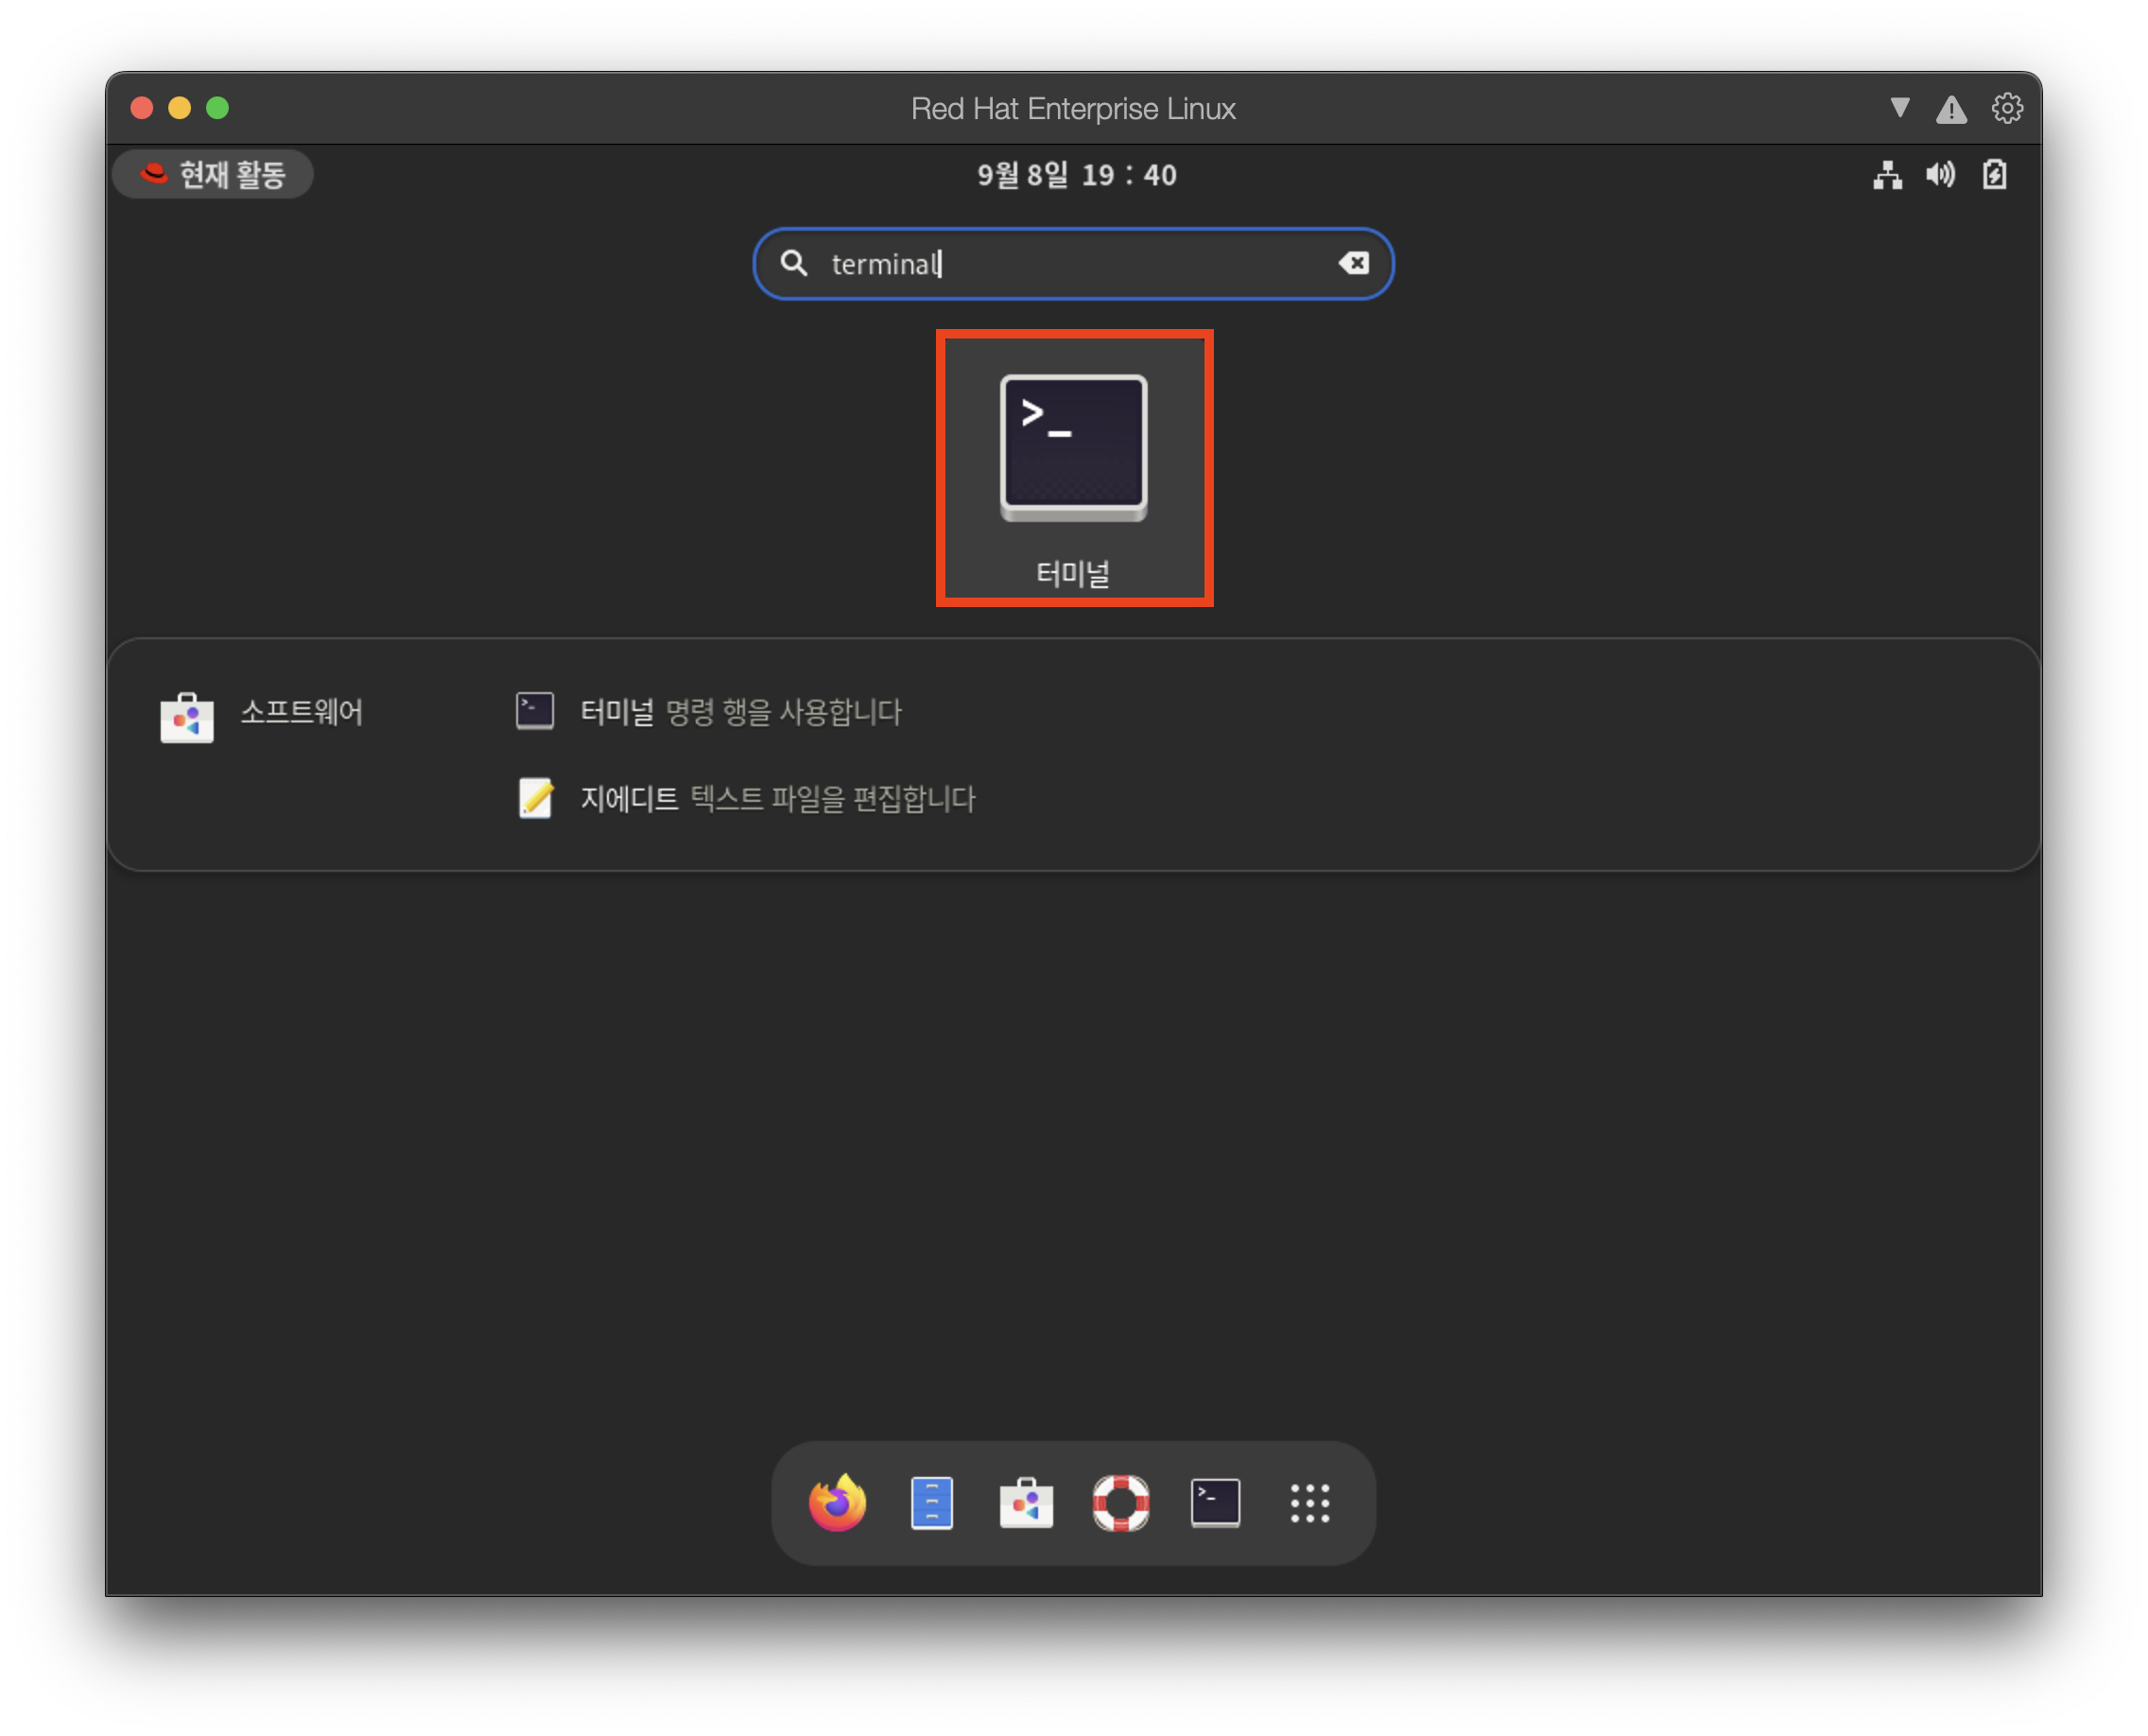 Red Hat Enterprise Linux
현재 활동
9월 8일 19 : 40
terminal
>_
터미널
소프트웨어
터미널 명령 행을 사용합니다
지에디트 텍스트 파일을 편집합니다